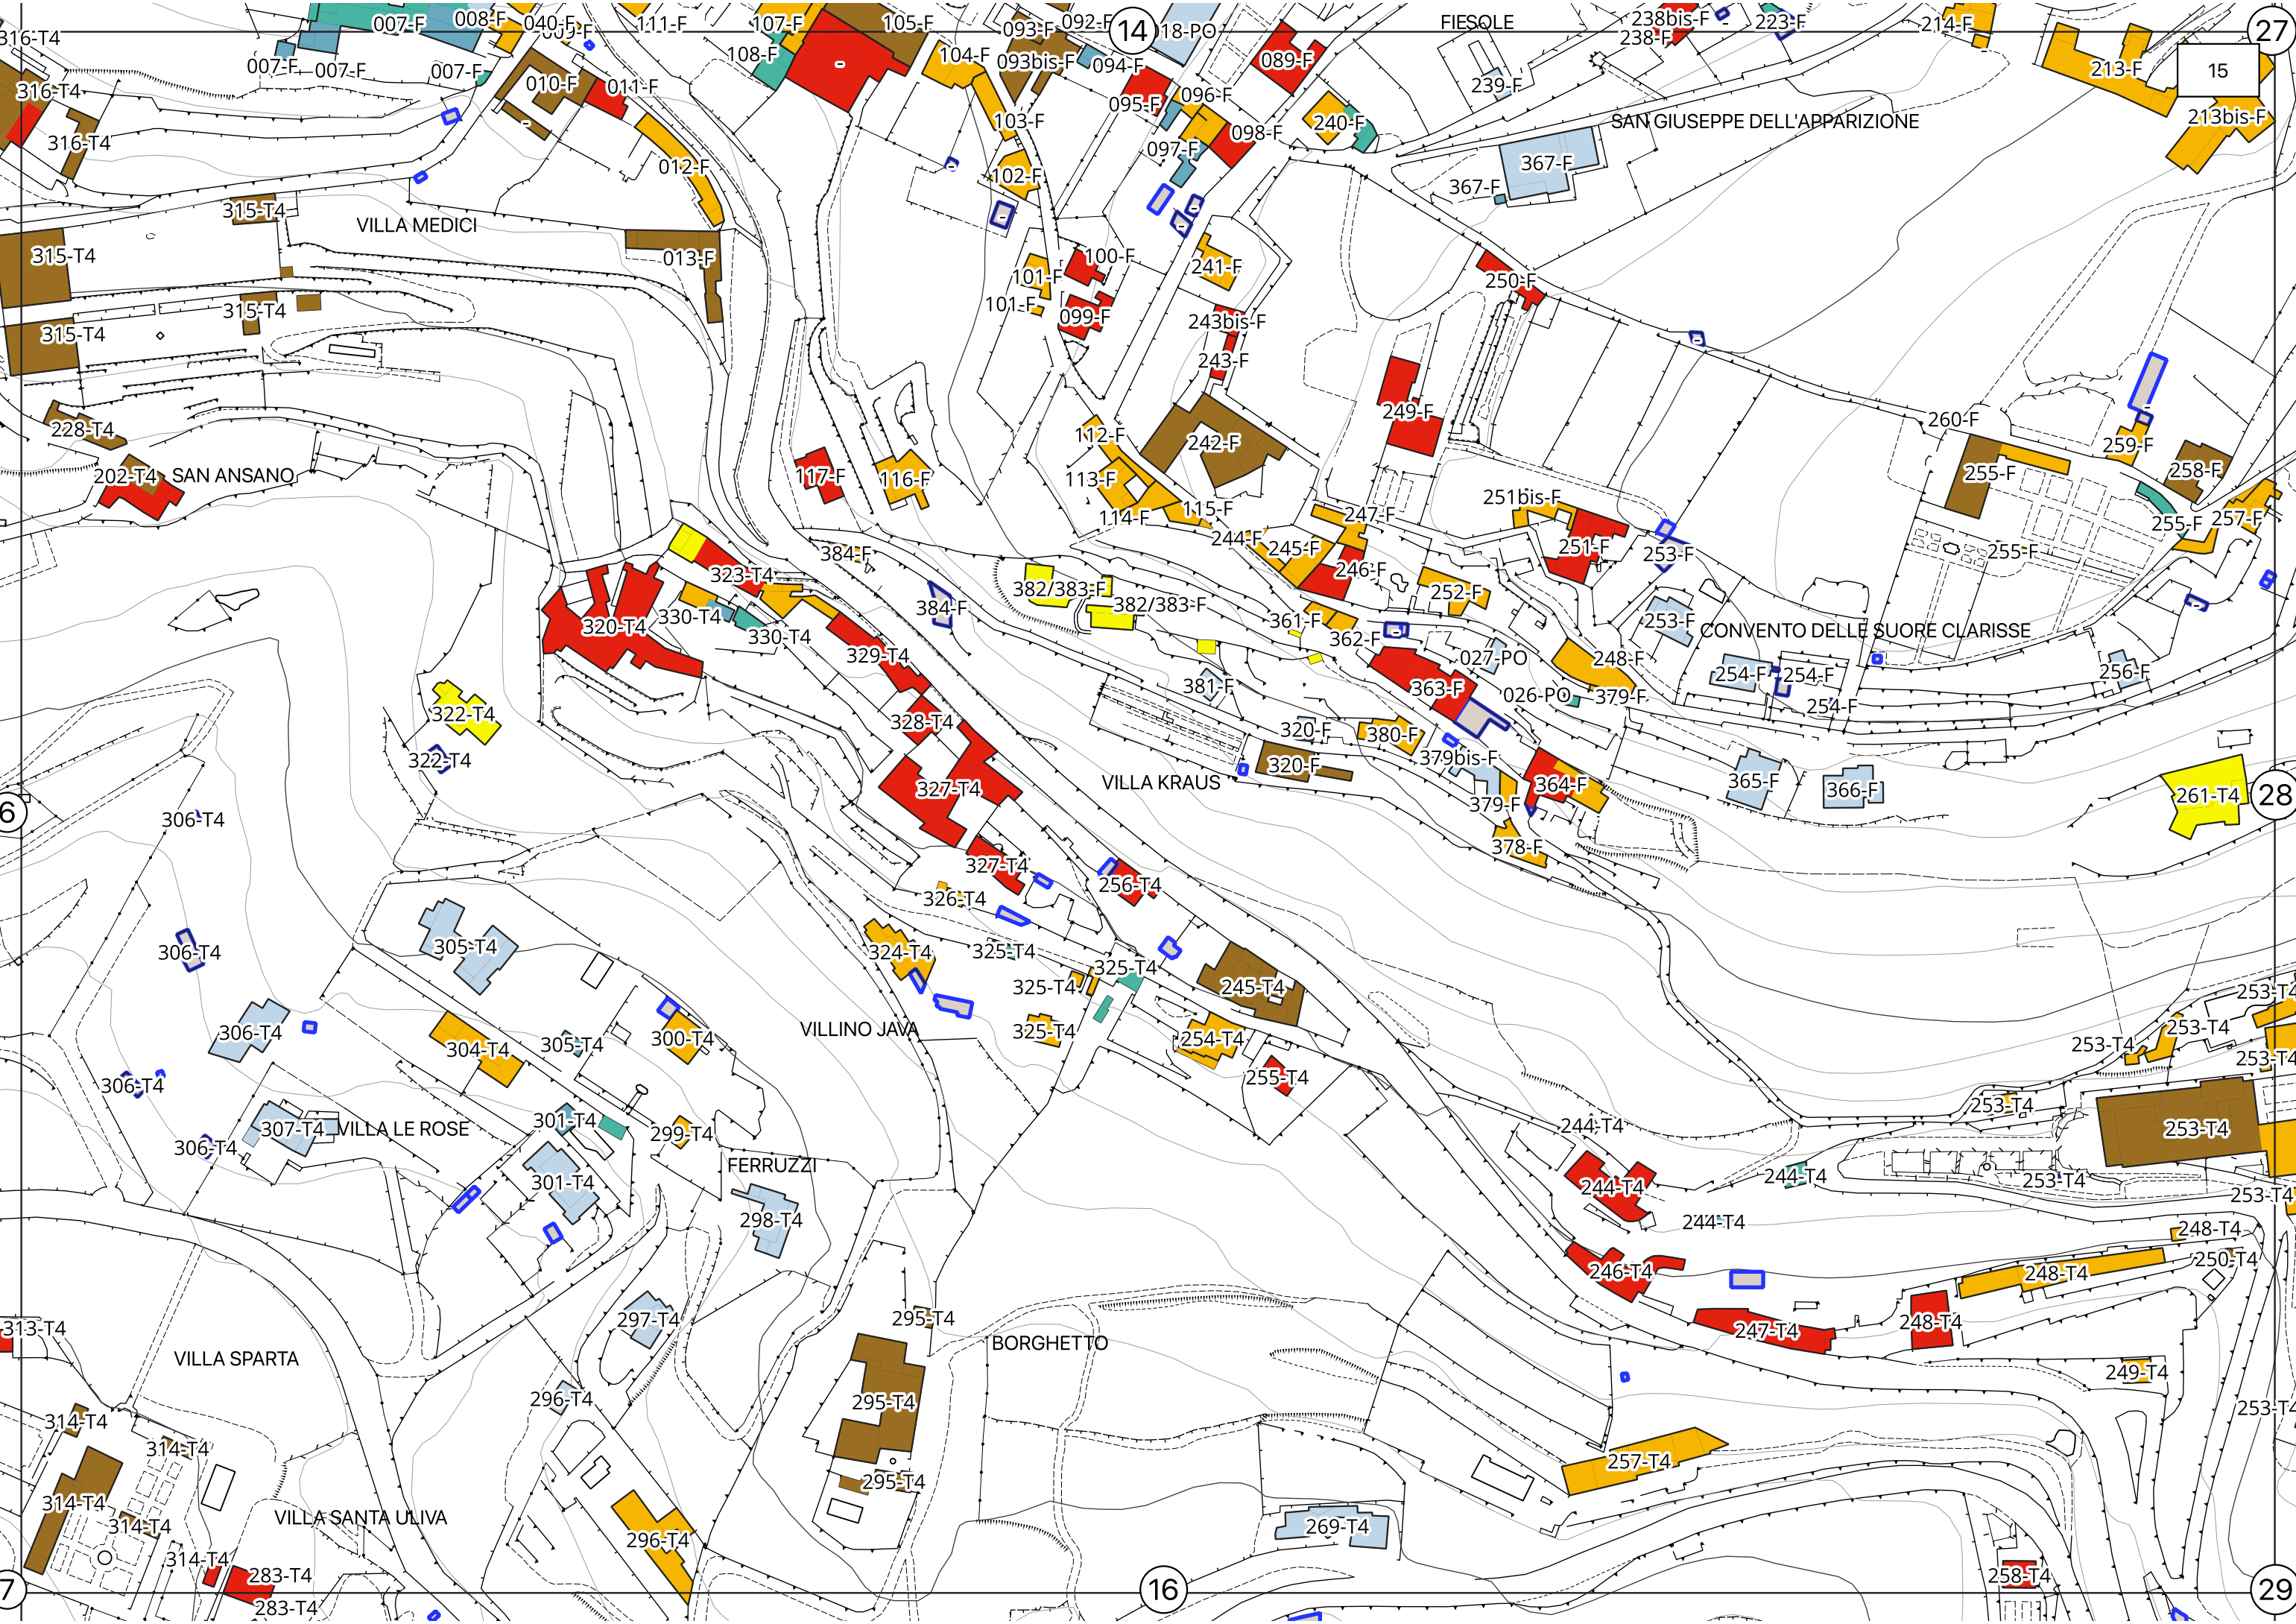 316-T4
007-F
008-F
040-F
009-F
111-F
107-F
105-F
093-F
092-F
14
018-PO
FIESOLE
238bis-F
238-F
223-F
214-F
27
007-F
007-F
007-F
108-F
-
104-F
093bis-F
094-F
089-F
239-F
213-F
15
316-T4
010-F
011-F
-
095-F
096-F
103-F
240-F
098-F
SAN GIUSEPPE DELL'APPARIZIONE
213bis-F
316-T4
012-F
097-F
102-F
367-F
367-F
315-T4
VILLA MEDICI
315-T4
013-F
100-F
101-F
241-F
250-F
315-T4
315-T4
101-F
099-F
243bis-F
243-F
228-T4
112-F
242-F
249-F
260-F
259-F
202-T4
SAN ANSANO
117-F
116-F
113-F
251bis-F
255-F
258-F
114-F
115-F
247-F
255-F
257-F
384-F
244-F
245-F
251-F
253-F
255-F
323-T4
246-F
382/383-F
252-F
330-T4
320-T4
330-T4
384-F
382/383-F
361-F
253-F
CONVENTO DELLE SUORE CLARISSE
329-T4
362-F
027-PO
248-F
254-F
254-F
256-F
381-F
363-F
026-PO
379-F
254-F
322-T4
328-T4
320-F
380-F
322-T4
379bis-F
320-F
VILLA KRAUS
327-T4
364-F
365-F
366-F
261-T4
28
6
306-T4
379-F
378-F
327-T4
256-T4
326-T4
305-T4
306-T4
324-T4
325-T4
325-T4
325-T4
245-T4
253-T4
306-T4
VILLINO JAVA
325-T4
254-T4
304-T4
305-T4
300-T4
253-T4
253-T4
253-T4
306-T4
255-T4
253-T4
307-T4
VILLA LE ROSE
301-T4
299-T4
244-T4
253-T4
306-T4
FERRUZZI
301-T4
244-T4
244-T4
253-T4
253-T4
298-T4
244-T4
248-T4
250-T4
246-T4
248-T4
297-T4
295-T4
313-T4
247-T4
248-T4
BORGHETTO
VILLA SPARTA
249-T4
296-T4
295-T4
253-T4
314-T4
314-T4
257-T4
295-T4
314-T4
VILLA SANTA ULIVA
314-T4
269-T4
296-T4
314-T4
283-T4
258-T4
7
16
29
283-T4